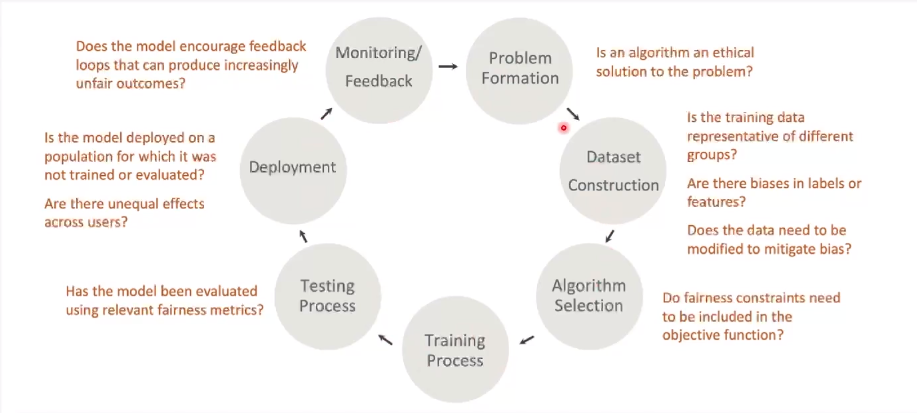 Does the model encourage feedback
loops that can produce increasingly
unfair outcomes?
Monitoring/
Feedback
Problem
Formation
Is an algorithm an ethical
solution to the problem?
Is the training data
representative of different
groups?
Are there biases in labels or
features?
Does the data need to be
modified to mitigate bias?
Dataset
Construction
Algorithm
Selection
Do fairness constraints need
to be included in the
objective function?
Training
Process
Testing
Process
Has the model been evaluated
using relevant fairness metrics?
Deployment
Is the model deployed on a
population for which it was
not trained or evaluated?
Are there unequal effects
across users?